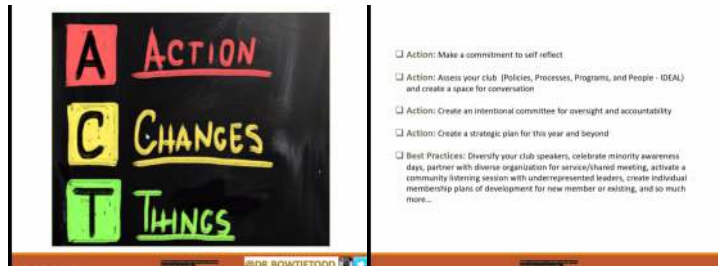 A ACTION
C CHANGES
T THINGS
@DR.BOWTIETODD
❑ Action: Make a commitment to self reflect
❑ Action: Assess your club (Policies, Processes, Programs, and People - IDEAL)
and create a space for conversation
❑ Action: Create an intentional committee for oversight and accountability
❑ Action: Create a strategic plan for this year and beyond
❑ Best Practices: Diversify your club speakers, celebrate minority awareness
days, partner with diverse organization for service/shared meeting, activate a
community listening session with underrepresented leaders, create individual
membership plans of development for new member or existing, and so much
more...